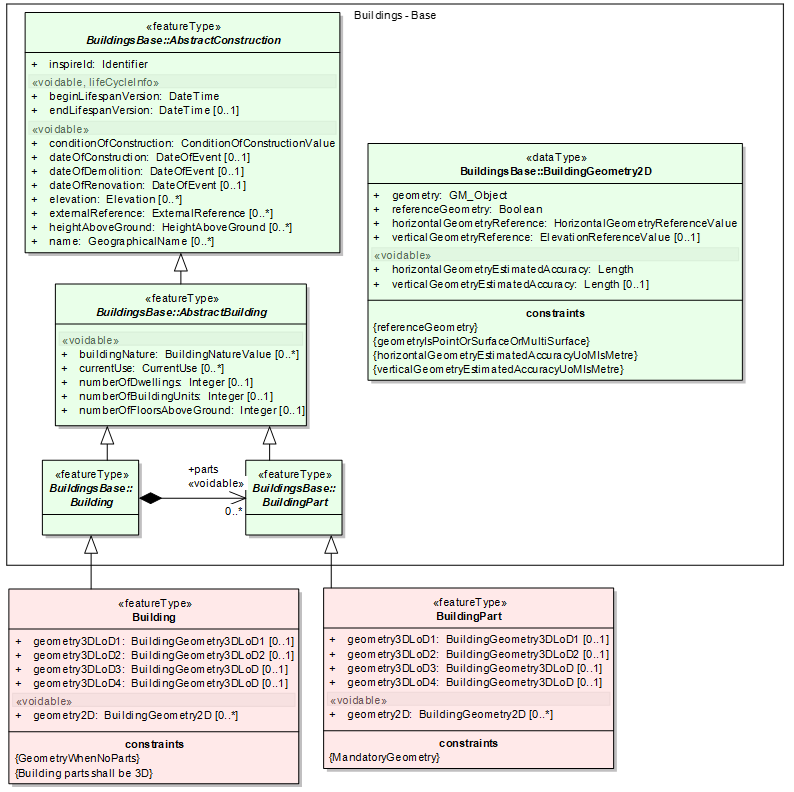 Buildings - Base
«featureType»
BuildingsBase::AbstractConstruction
+ inspireId: Identifier
«voidable, lifeCycleInfo»
+ beginLifespanVersion: DateTime
+ endLifespanVersion: DateTime [0..1]
«voidable»
+ conditionOfConstruction: ConditionOfConstructionValue
+ dateOfConstruction: DateOfEvent [0..1]
+ dateOfDemolition: DateOfEvent [0..1]
+ dateOfRenovation: DateOfEvent [0..1]
+ elevation: Elevation [0..*]
+ externalReference: ExternalReference [0..*]
+ heightAboveGround: HeightAboveGround [0..*]
+ name: GeographicalName [0..*]
«dataType»
BuildingsBase::BuildingGeometry2D
+ geometry: GM_Object
+ referenceGeometry: Boolean
+ horizontalGeometryReference: HorizontalGeometryReferenceValue
+ verticalGeometryReference: ElevationReferenceValue [0..1]
«voidable»
+ horizontalGeometryEstimatedAccuracy: Length
+ verticalGeometryEstimatedAccuracy: Length [0..1]
constraints
{referenceGeometry}
{geometryIsPointOrSurfaceOrMultiSurface}
{horizontalGeometryEstimatedAccuracyUoMIsMetre}
{verticalGeometryEstimatedAccuracyUoMIsMetre}
«featureType»
BuildingsBase::AbstractBuilding
«voidable»
+ buildingNature: BuildingNatureValue [0..*]
+ currentUse: CurrentUse [0..*]
+ numberOfDwellings: Integer [0..1]
+ numberOfBuildingUnits: Integer [0..1]
+ numberOfFloorsAboveGround: Integer [0..1]
«featureType»
BuildingsBase::
Building
+parts
«voidable»
0..*
«featureType»
BuildingsBase::
BuildingPart
«featureType»
Building
+ geometry3DLoD1: BuildingGeometry3DLoD1 [0..1]
+ geometry3DLoD2: BuildingGeometry3DLoD2 [0..1]
+ geometry3DLoD3: BuildingGeometry3DLoD [0..1]
+ geometry3DLoD4: BuildingGeometry3DLoD [0..1]
«voidable»
+ geometry2D: BuildingGeometry2D [0..*]
constraints
{GeometryWhenNoParts}
{Building parts shall be 3D}
«featureType»
BuildingPart
+ geometry3DLoD1: BuildingGeometry3DLoD1 [0..1]
+ geometry3DLoD2: BuildingGeometry3DLoD2 [0..1]
+ geometry3DLoD3: BuildingGeometry3DLoD [0..1]
+ geometry3DLoD4: BuildingGeometry3DLoD [0..1]
«voidable»
+ geometry2D: BuildingGeometry2D [0..*]
constraints
{MandatoryGeometry}